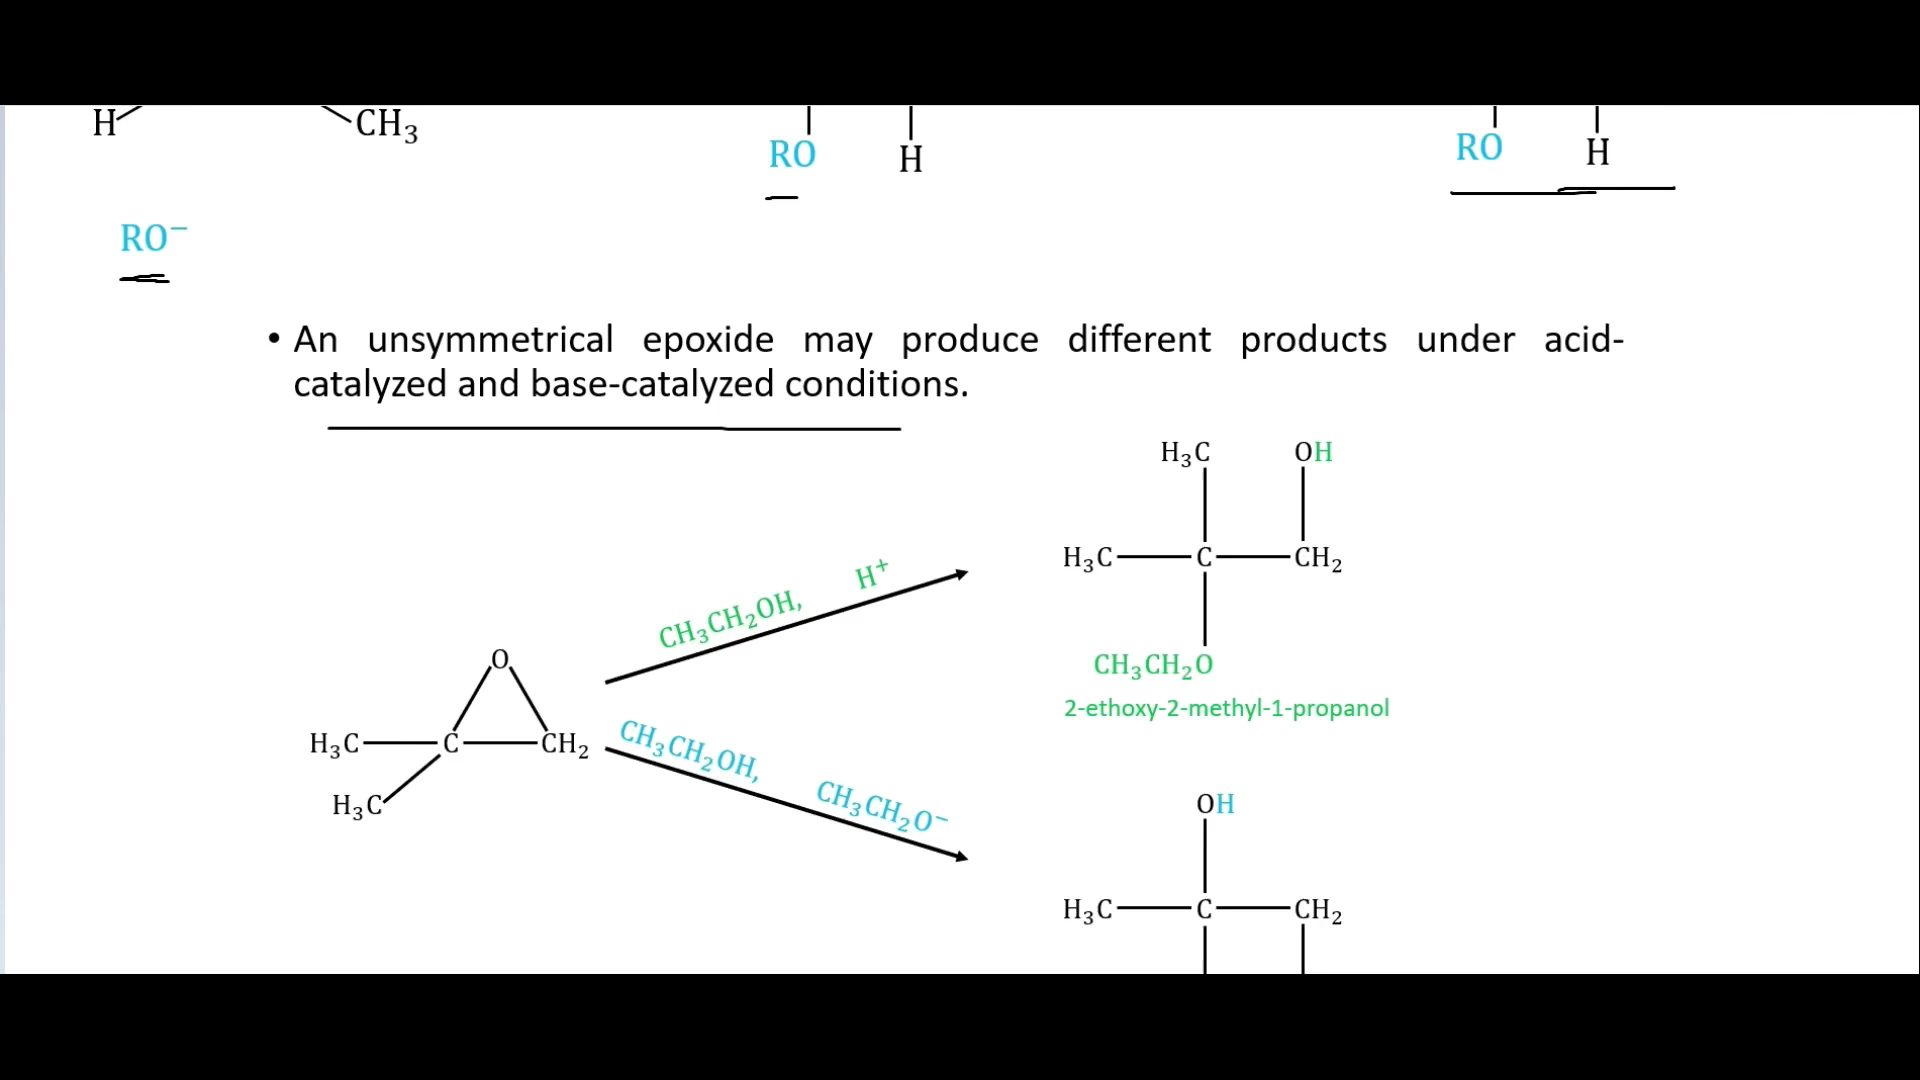 H CH₃
RO H
RO H
RO⁻
• An unsymmetrical epoxide may produce different products under acid-
catalyzed and base-catalyzed conditions.
H₃C OH
H₃C C CH₂
CH₃CH₂O
2-ethoxy-2-methyl-1-propanol
CH₃CH₂OH, H⁺
O
H₃C C CH₂
H₃C
CH₃CH₂OH, CH₃CH₂O⁻
OH
H₃C C CH₂